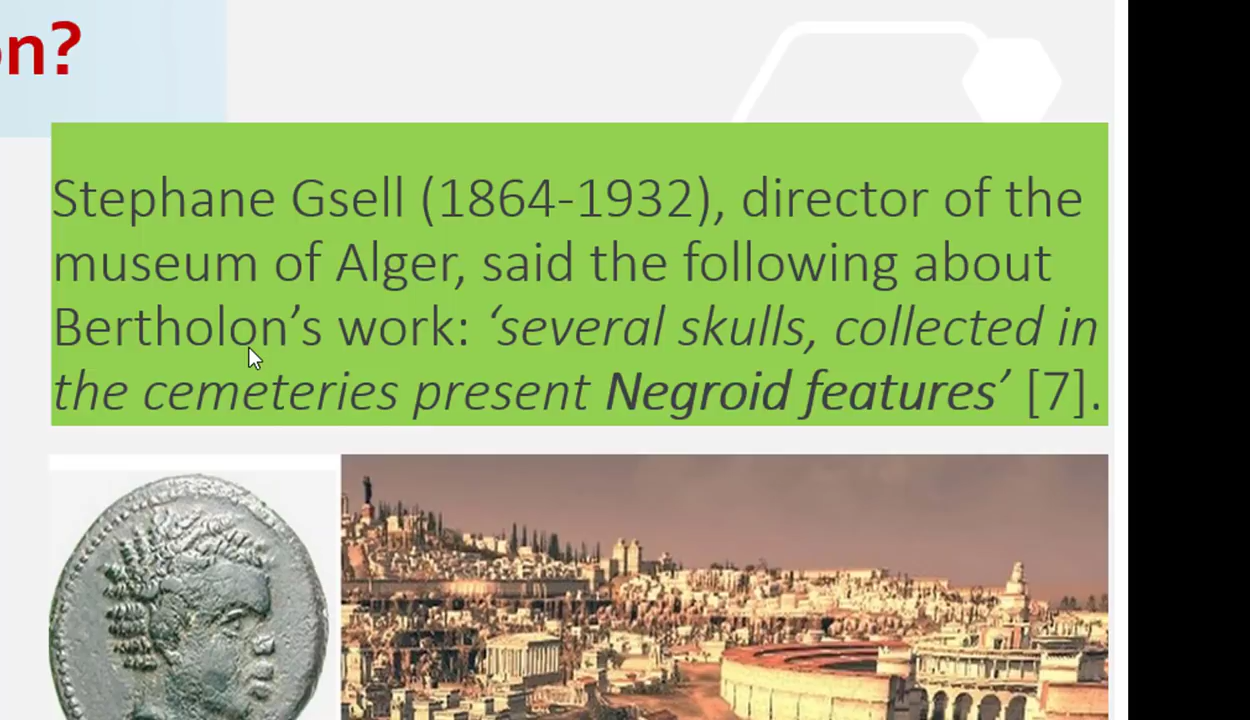 on?
Stephane Gsell (1864-1932), director of the
museum of Alger, said the following about
Bertholon’s work: ‘several skulls, collected in
the cemeteries present Negroid features’ [7].